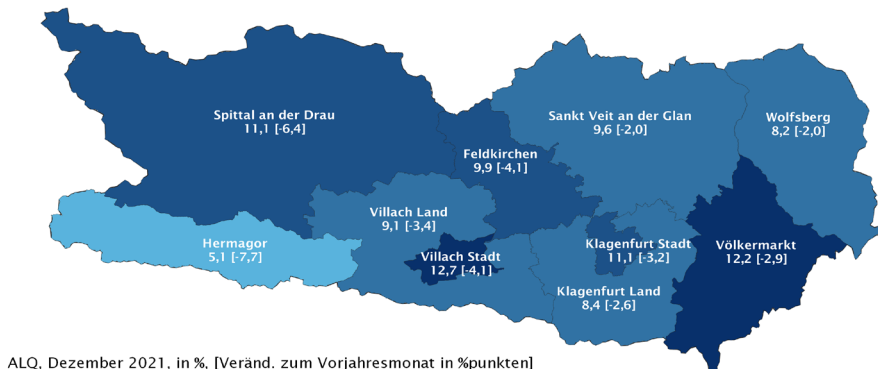 Spittal an der Drau
11,1 [-6,4]
Sankt Veit an der Glan
9,6 [-2,0]
Wolfsberg
8,2 [-2,0]
Feldkirchen
9,9 [-4,1]
Villach Land
9,1 [-3,4]
Hermagor
5,1 [-7,7]
Villach Stadt
12,7 [-4,1]
Klagenfurt Stadt
11,1 [-3,2]
Völkermarkt
12,2 [-2,9]
Klagenfurt Land
8,4 [-2,6]
ALQ, Dezember 2021, in %, [Veränd. zum Vorjahresmonat in %punkten]